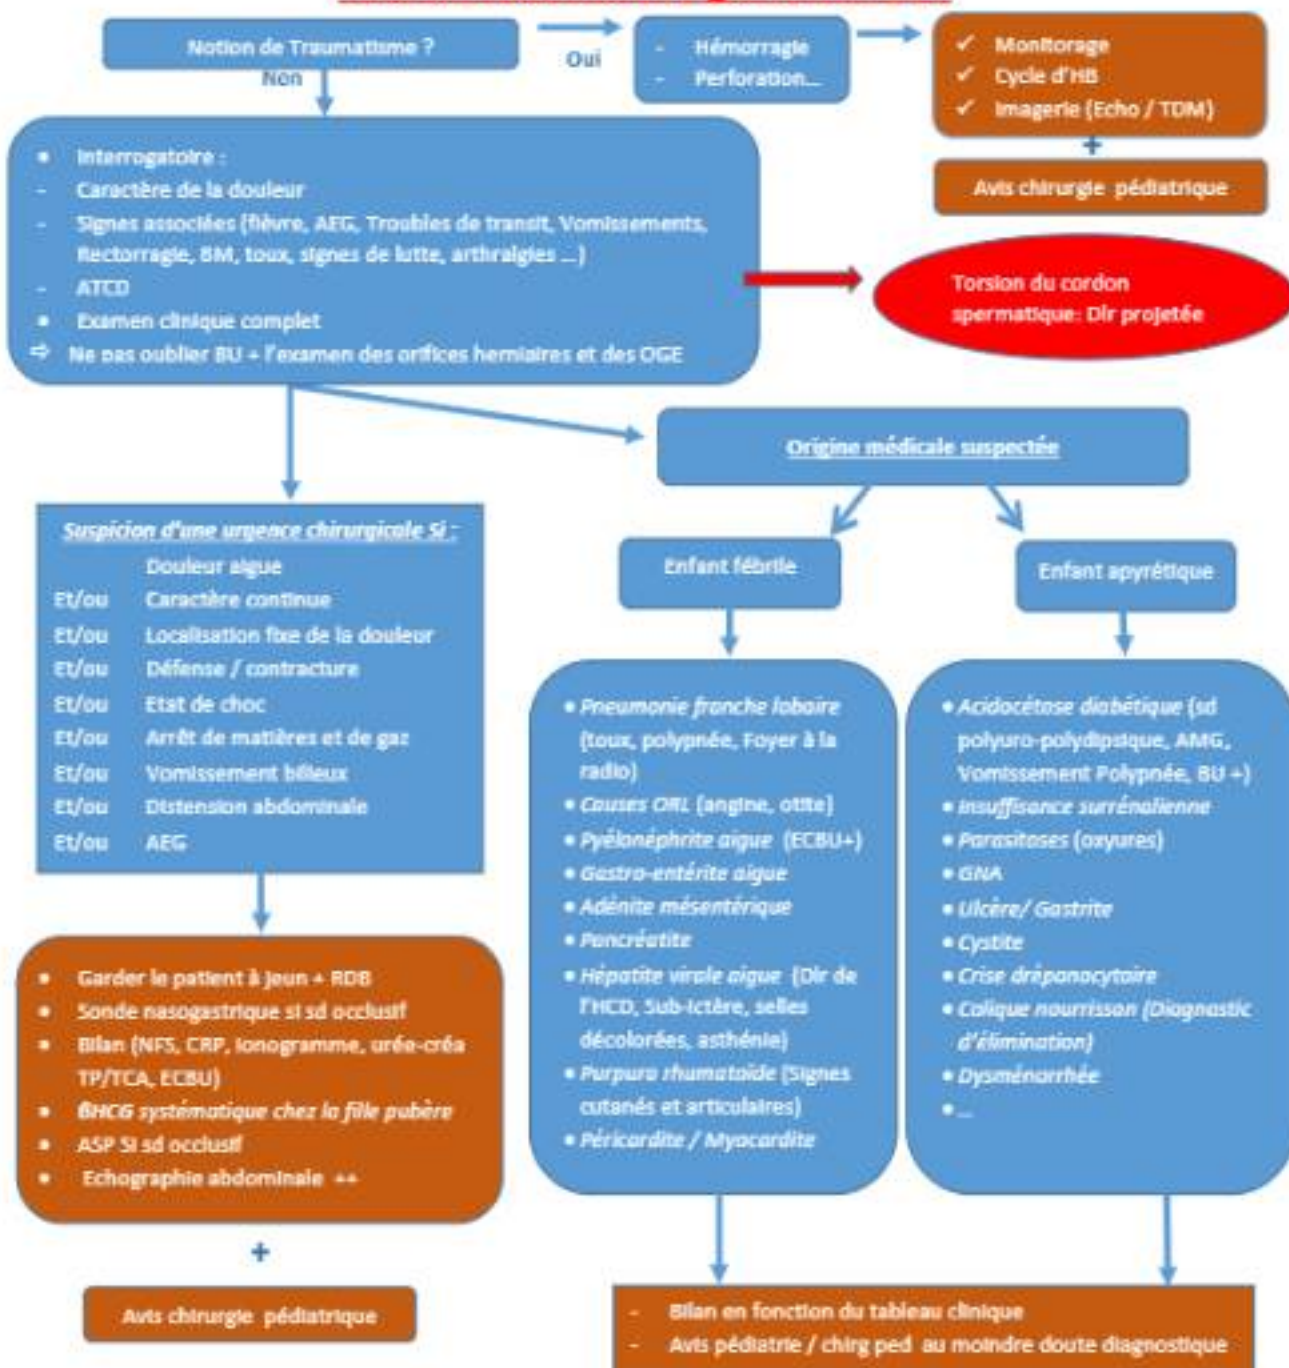 Notion de Traumatisme ?
Oui
Non
- Hémorragie
- Perforation...
✓ Monitorage
✓ Cycle d'HB
✓ Imagerie (Echo / TDM)
+
Avis chirurgie pédiatrique
• Interrogatoire :
- Caractère de la douleur
- Signes associées (fièvre, AEG, Troubles de transit, Vomissements,
Rectorragie, BM, toux, signes de lutte, arthralgies ...)
- ATCD
• Examen clinique complet
⇨ Ne pas oublier BU + l'examen des orifices herniaires et des OGE
Torsion du cordon
spermatique: Dlr projetée
Origine médicale suspectée
Suspicion d'une urgence chirurgicale Si :
Douleur aigue
Et/ou Caractère continue
Et/ou Localisation fixe de la douleur
Et/ou Défense / contracture
Et/ou Etat de choc
Et/ou Arrêt de matières et de gaz
Et/ou Vomissement bilieux
Et/ou Distension abdominale
Et/ou AEG
Enfant fébrile
Enfant apyrétique
• Pneumonie franche lobaire
(toux, polypnée, Foyer à la
radio)
• Causes ORL (angine, otite)
• Pyélonéphrite aigue (ECBU+)
• Gastro-entérite aigue
• Adénite mésentérique
• Pancréatite
• Hépatite virale aigue (Dlr de
l'HCD, Sub-ictère, selles
décolorées, asthénie)
• Purpura rhumatoïde (Signes
cutanés et articulaires)
• Péricardite / Myocardite
• Acidocétose diabétique (sd
polyuro-polydipsique, AMG,
Vomissement Polypnée, BU +)
• Insuffisance surrénalienne
• Parasitoses (oxyures)
• GNA
• Ulcère/ Gastrite
• Cystite
• Crise drépanocytaire
• Colique nourrisson (Diagnostic
d'élimination)
• Dysménorrhée
• ...
• Garder le patient à jeun + RDB
• Sonde nasogastrique si sd occlusif
• Bilan (NFS, CRP, Ionogramme, urée-créa
TP/TCA, ECBU)
• βHCG systématique chez la fille pubère
• ASP Si sd occlusif
• Echographie abdominale ++
+
Avis chirurgie pédiatrique
- Bilan en fonction du tableau clinique
- Avis pédiatrie / chirg ped au moindre doute diagnostique